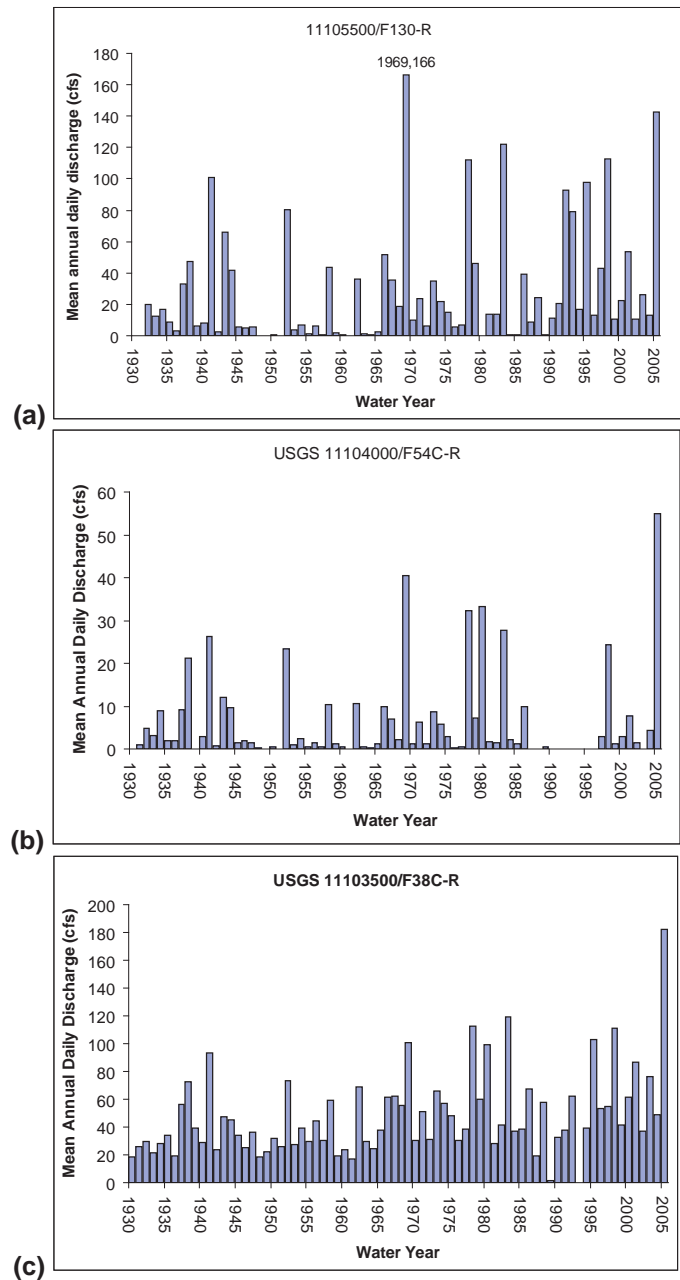 11105500/F130-R
1969,166
Mean annual daily discharge (cfs)
180
160
140
120
100
80
60
40
20
0
1930 1935 1940 1945 1950 1955 1960 1965 1970 1975 1980 1985 1990 1995 2000 2005
Water Year
(a)
USGS 11104000/F54C-R
Mean Annual Daily Discharge (cfs)
60
50
40
30
20
10
0
1930 1935 1940 1945 1950 1955 1960 1965 1970 1975 1980 1985 1990 1995 2000 2005
Water Year
(b)
USGS 11103500/F38C-R
Mean Annual Daily Discharge (cfs)
200
180
160
140
120
100
80
60
40
20
0
1930 1935 1940 1945 1950 1955 1960 1965 1970 1975 1980 1985 1990 1995 2000 2005
Water Year
(c)